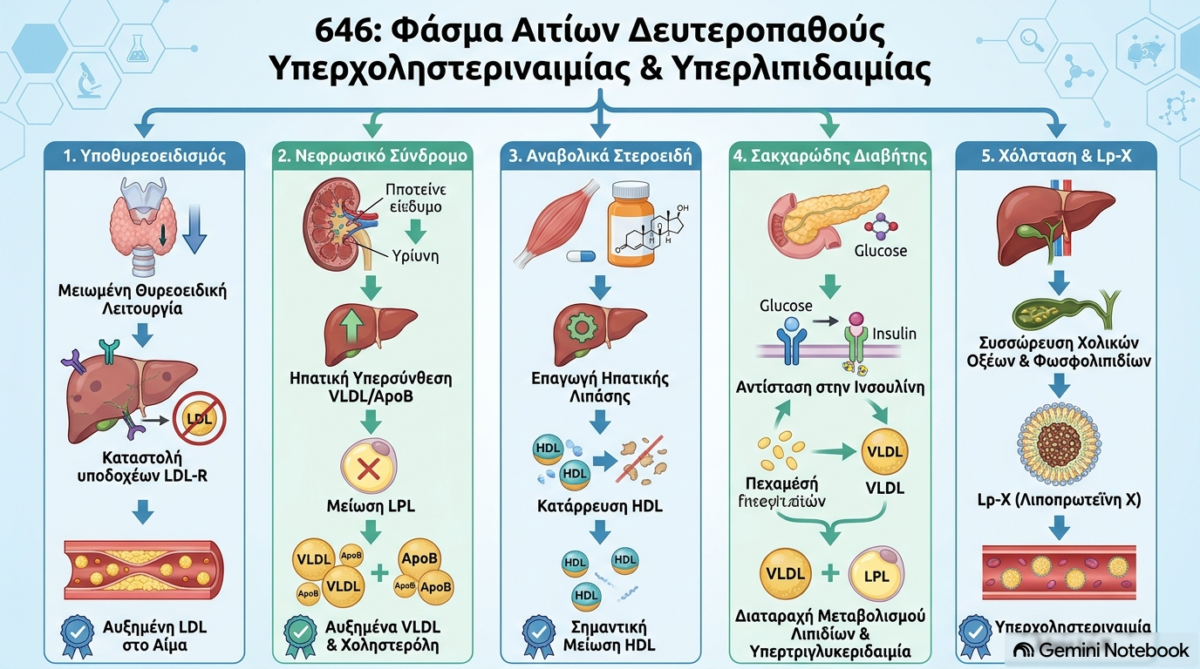 646: Φάσμα Αιτίων Δευτεροπαθούς
Υπερχοληστεριναιμίας & Υπερλιπιδαιμίας
1. Υποθυρεοειδισμός
Μειωμένη Θυρεοειδική
Λειτουργία
LDL
Καταστολή
υποδοχέων LDL-R
Αυξημένη LDL
στο Αίμα
2. Νεφρωσικό Σύνδρομο
Πποτείνε
είεδυμο
Υρίυνη
Ηπατική Υπερσύνθεση
VLDL/ApoB
Μείωση LPL
VLDL
ApoB
ApoB
VLDL
+
ApoB
ApoB
ApoB
Αυξημένα VLDL
& Χοληστερόλη
3. Αναβολικά Στεροειδή
OH
O
H
H
Επαγωγή Ηπατικής
Λιπάσης
HDL
HDL
Κατάρρευση HDL
HDL
HDL
HDL
Σημαντική
Μείωση HDL
4. Σακχαρώδης Διαβήτης
Glucose
Glucose
Insulin
Αντίσταση στην Ινσουλίνη
VLDL
Πεχαμέσή
VLDL
VLDL
+
LPL
Διαταραχή Μεταβολισμού
Λιπιδίων &
Υπερτριγλυκεριδαιμία
5. Χόλσταση & Lp-X
Συσσώρευση Χολικών
Οξέων & Φωσφολιπιδίων
Lp-X (Λιποπρωτεΐνη X)
Υπερχοληστεριναιμία
Gemini Notebook